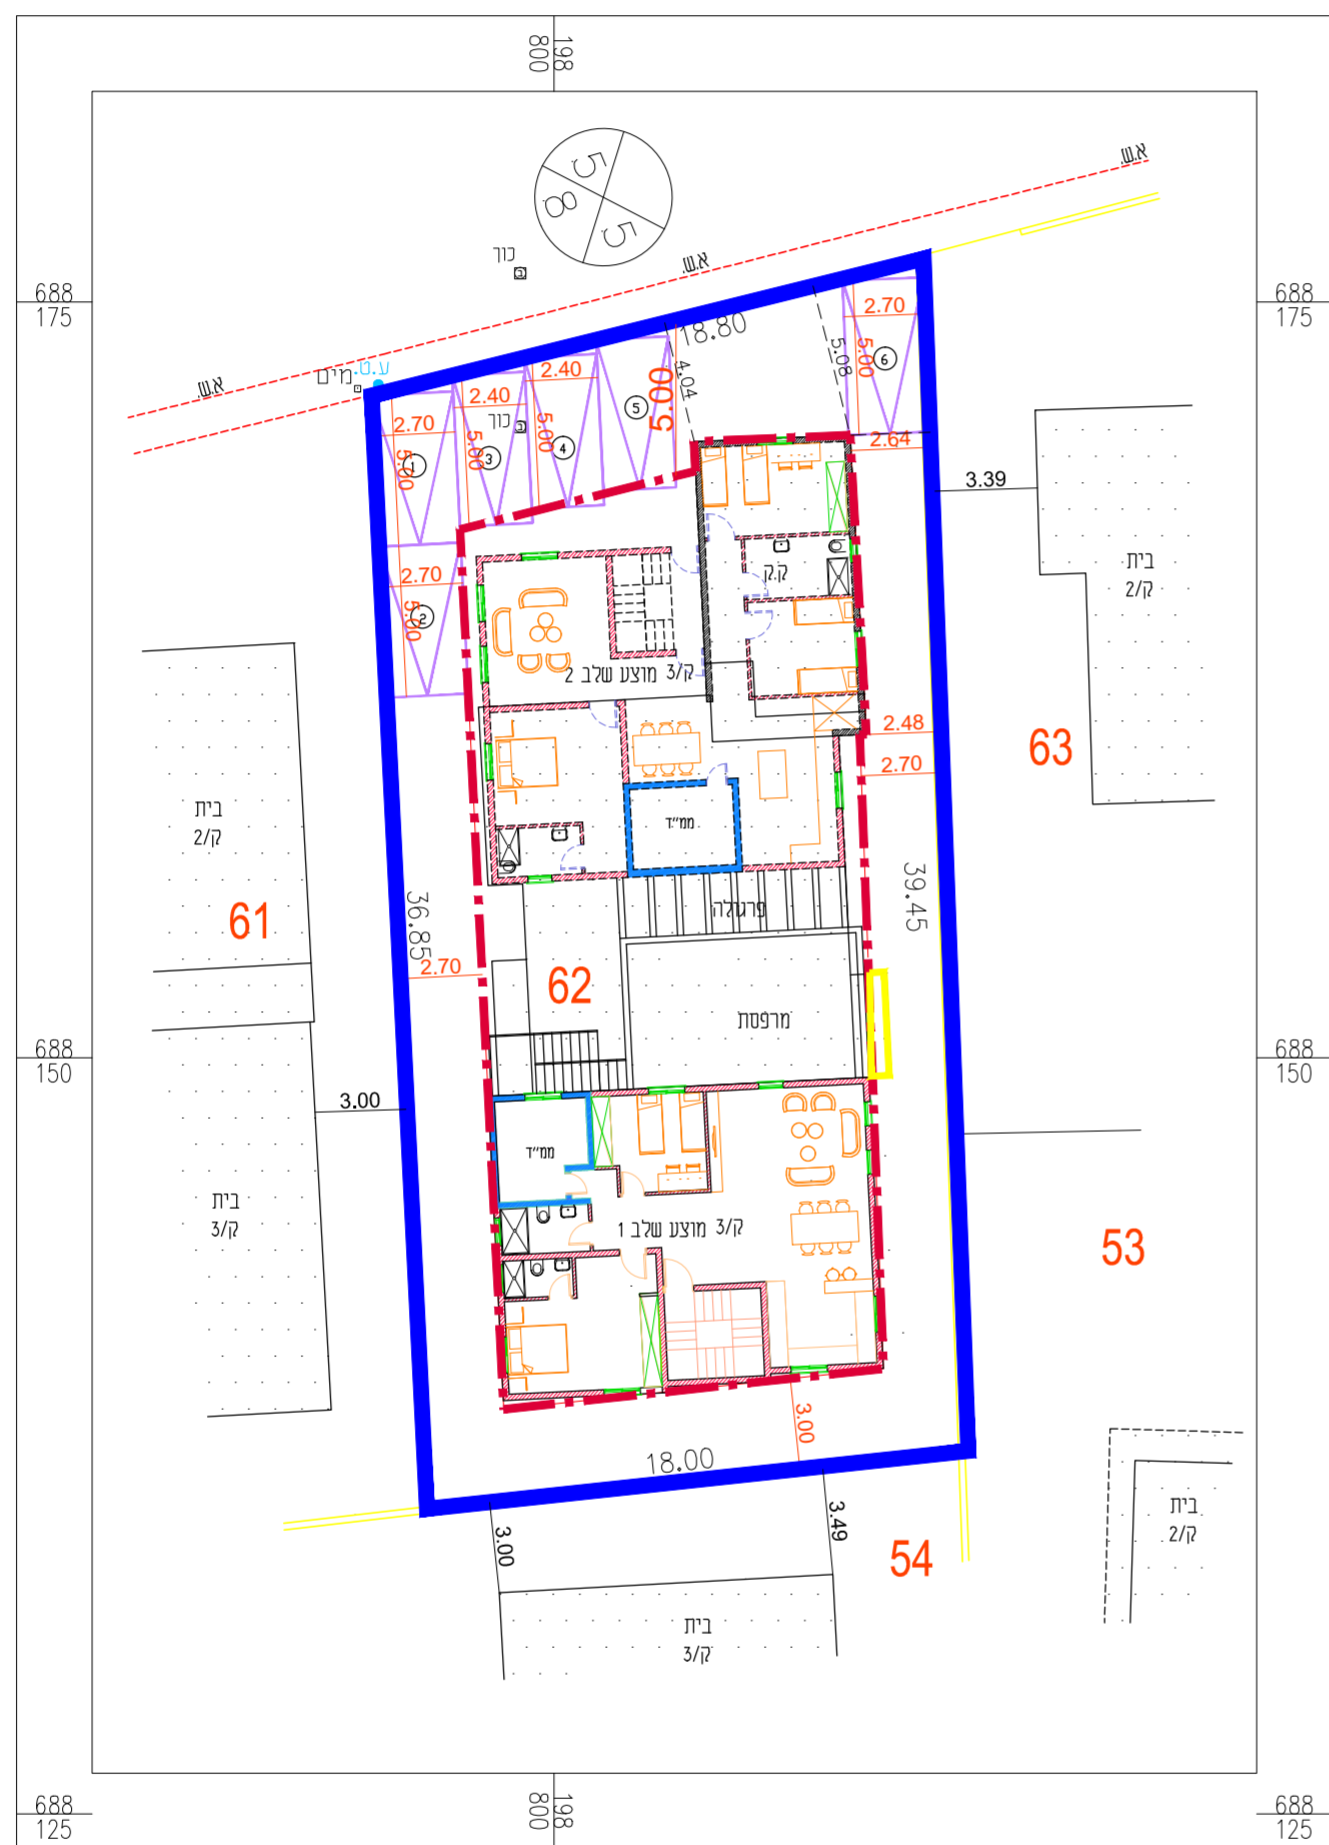 198
800
א.ש.
5
8
5
כוך
א.ש.
688
175
688
175
18.80
2.70
5.08
5.00
6
4.04
5.00
ע.ט.
מים
א.ש.
2.40
2.40
5
2.70
כוך
5.00
5.00
5.00
1
3
4
2.64
3.39
בית
ק/2
ק.ק
2.70
5.00
2
ק/3 מוצע שלב 2
2.48
2.70
63
בית
ק/2
ממ״ד
61
36.85
39.45
פרגולה
2.70
62
מרפסת
688
150
688
150
3.00
ממ״ד
בית
ק/3
ק/3 מוצע שלב 1
53
3.00
18.00
3.00
3.49
54
בית
ק/2
בית
ק/3
688
125
198
800
688
125